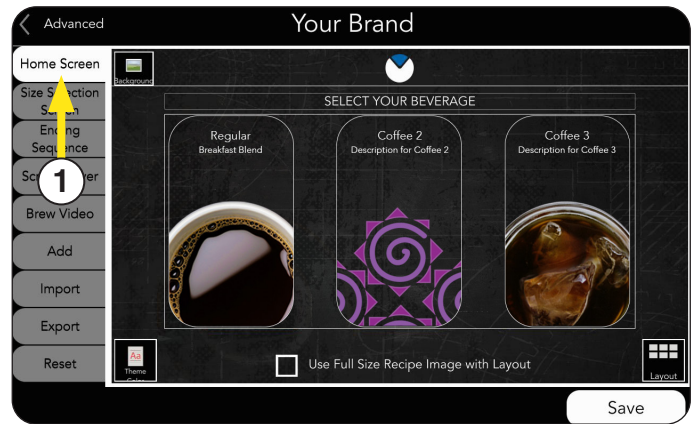 Advanced
Your Brand
Home Screen
Size Selection
Screen
Ending
Sequence
1
Brew Video
Add
Import
Export
Reset
Background
SELECT YOUR BEVERAGE
Regular
Breakfast Blend
Coffee 2
Description for Coffee 2
Coffee 3
Description for Coffee 3
Aa
Theme
Color
Use Full Size Recipe Image with Layout
Layout
Save